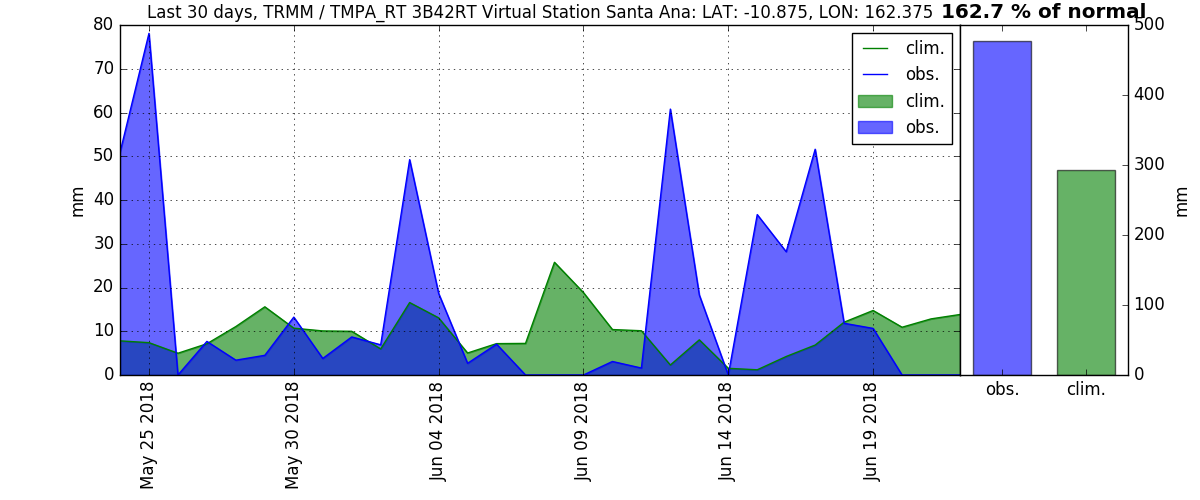 Last 30 days, TRMM / TMPA_RT 3B42RT Virtual Station Santa Ana: LAT: -10.875, LON: 162.375 162.7 % of normal
80
70
60
50
40
30
20
10
0
mm
clim.
obs.
clim.
obs.
May 25 2018
May 30 2018
Jun 04 2018
Jun 09 2018
Jun 14 2018
Jun 19 2018
500
400
300
200
100
0
mm
obs. clim.